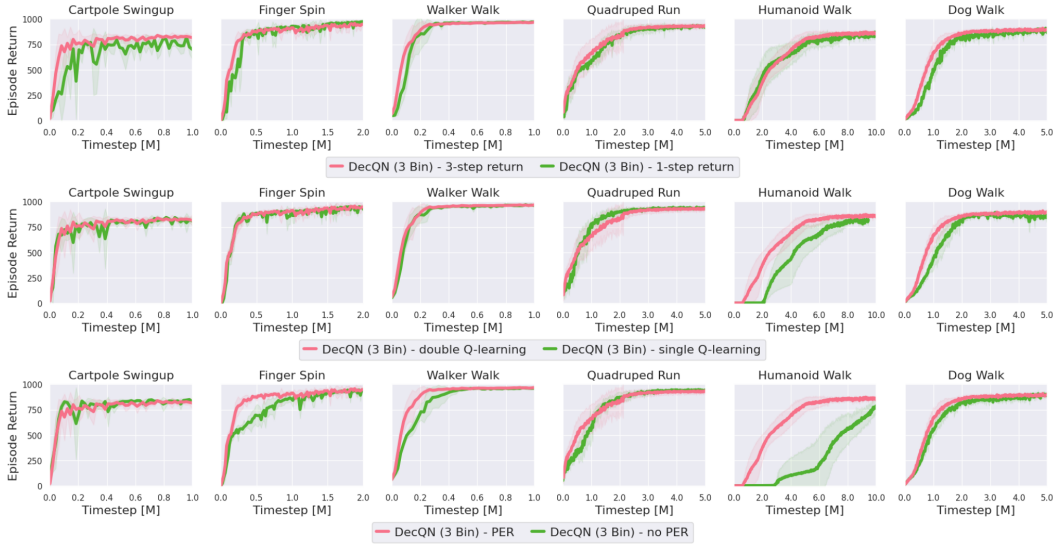 Cartpole Swingup Finger Spin Walker Walk Quadruped Run Humanoid Walk Dog Walk
Episode Return
1000
750
500
250
0
0.0 0.2 0.4 0.6 0.8 1.0 0.0 0.5 1.0 1.5 2.0 0.0 0.2 0.4 0.6 0.8 1.0 0.0 1.0 2.0 3.0 4.0 5.0 0.0 2.0 4.0 6.0 8.0 10.0 0.0 1.0 2.0 3.0 4.0 5.0
Timestep [M] Timestep [M] Timestep [M] Timestep [M] Timestep [M] Timestep [M]
DecQN (3 Bin) - 3-step return DecQN (3 Bin) - 1-step return
Cartpole Swingup Finger Spin Walker Walk Quadruped Run Humanoid Walk Dog Walk
Episode Return
1000
750
500
250
0
0.0 0.2 0.4 0.6 0.8 1.0 0.0 0.5 1.0 1.5 2.0 0.0 0.2 0.4 0.6 0.8 1.0 0.0 1.0 2.0 3.0 4.0 5.0 0.0 2.0 4.0 6.0 8.0 10.0 0.0 1.0 2.0 3.0 4.0 5.0
Timestep [M] Timestep [M] Timestep [M] Timestep [M] Timestep [M] Timestep [M]
DecQN (3 Bin) - double Q-learning DecQN (3 Bin) - single Q-learning
Cartpole Swingup Finger Spin Walker Walk Quadruped Run Humanoid Walk Dog Walk
Episode Return
1000
750
500
250
0
0.0 0.2 0.4 0.6 0.8 1.0 0.0 0.5 1.0 1.5 2.0 0.0 0.2 0.4 0.6 0.8 1.0 0.0 1.0 2.0 3.0 4.0 5.0 0.0 2.0 4.0 6.0 8.0 10.0 0.0 1.0 2.0 3.0 4.0 5.0
Timestep [M] Timestep [M] Timestep [M] Timestep [M] Timestep [M] Timestep [M]
DecQN (3 Bin) - PER DecQN (3 Bin) - no PER